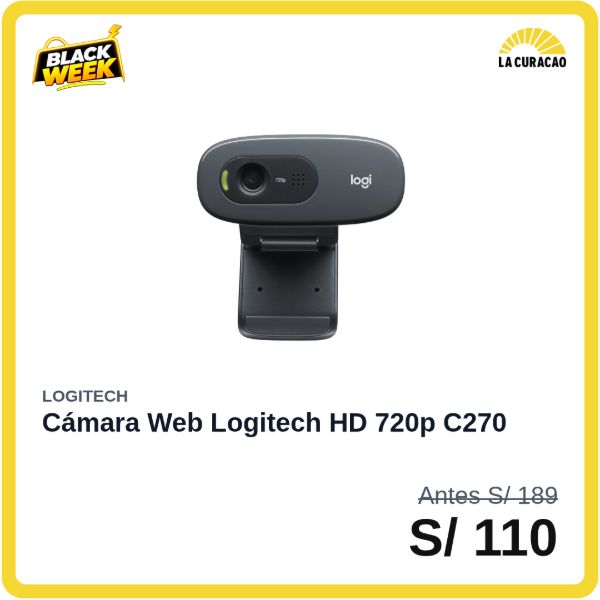 BLACK
WEEK
LA CURACAO
720p
logi
LOGITECH
Cámara Web Logitech HD 720p C270
Antes S/ 189
S/ 110